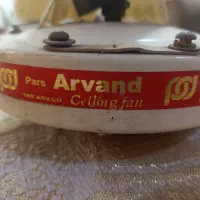 Pars Arvand
Ceiling fan